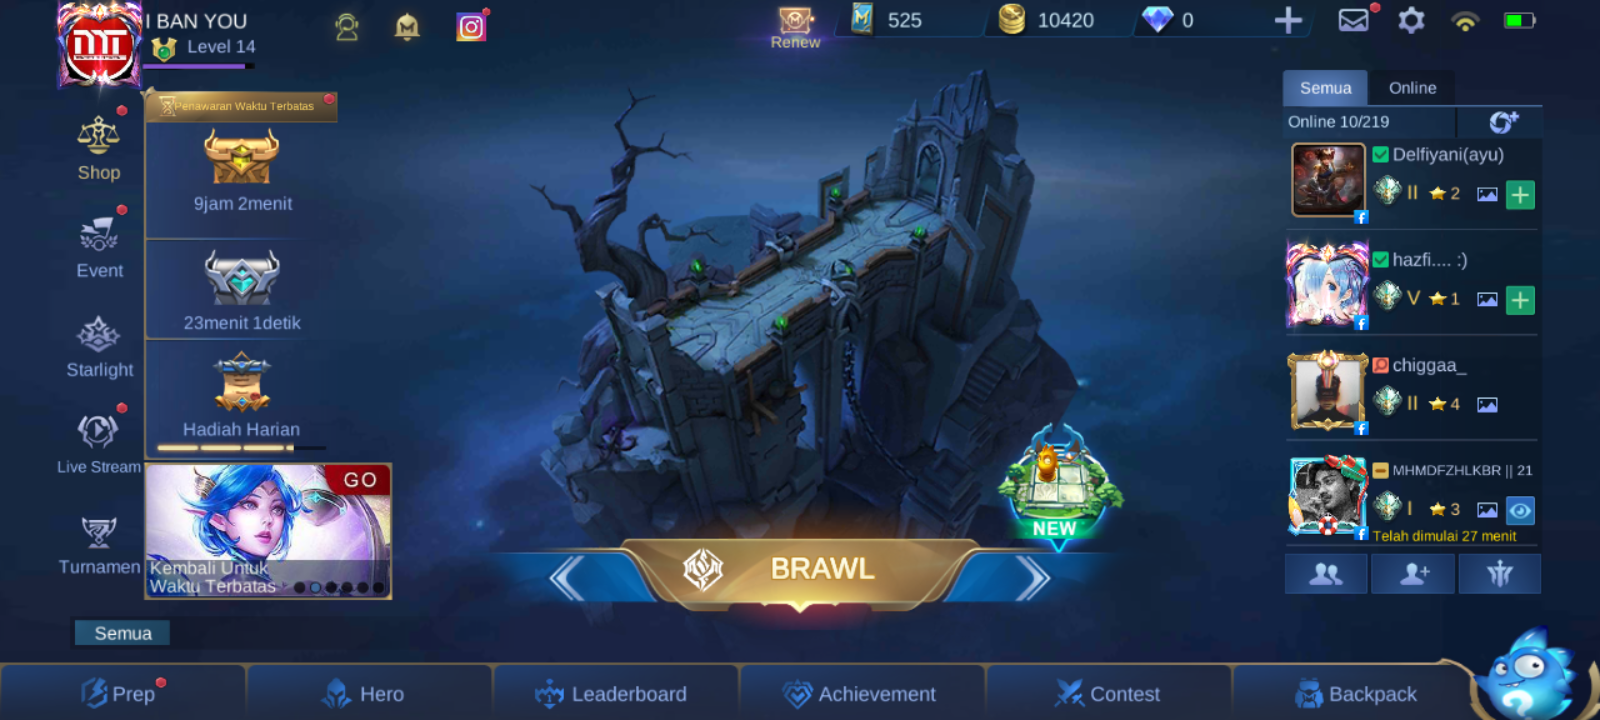 I BAN YOU
Level 14
Renew
525
10420
0
Penawaran Waktu Terbatas
Shop
9jam 2menit
Event
23menit 1detik
Starlight
Hadiah Harian
Live Stream
GO
Turnamen
Kembali Untuk
Waktu Terbatas
Semua
NEW
BRAWL
Semua Online
Online 10/219
Delfiyani(ayu)
II 2
hazfi.... :)
V 1
chiggaa_
II 4
MHMDFZHLKBR || 21
I 3
Telah dimulai 27 menit
Prep Hero Leaderboard Achievement Contest Backpack